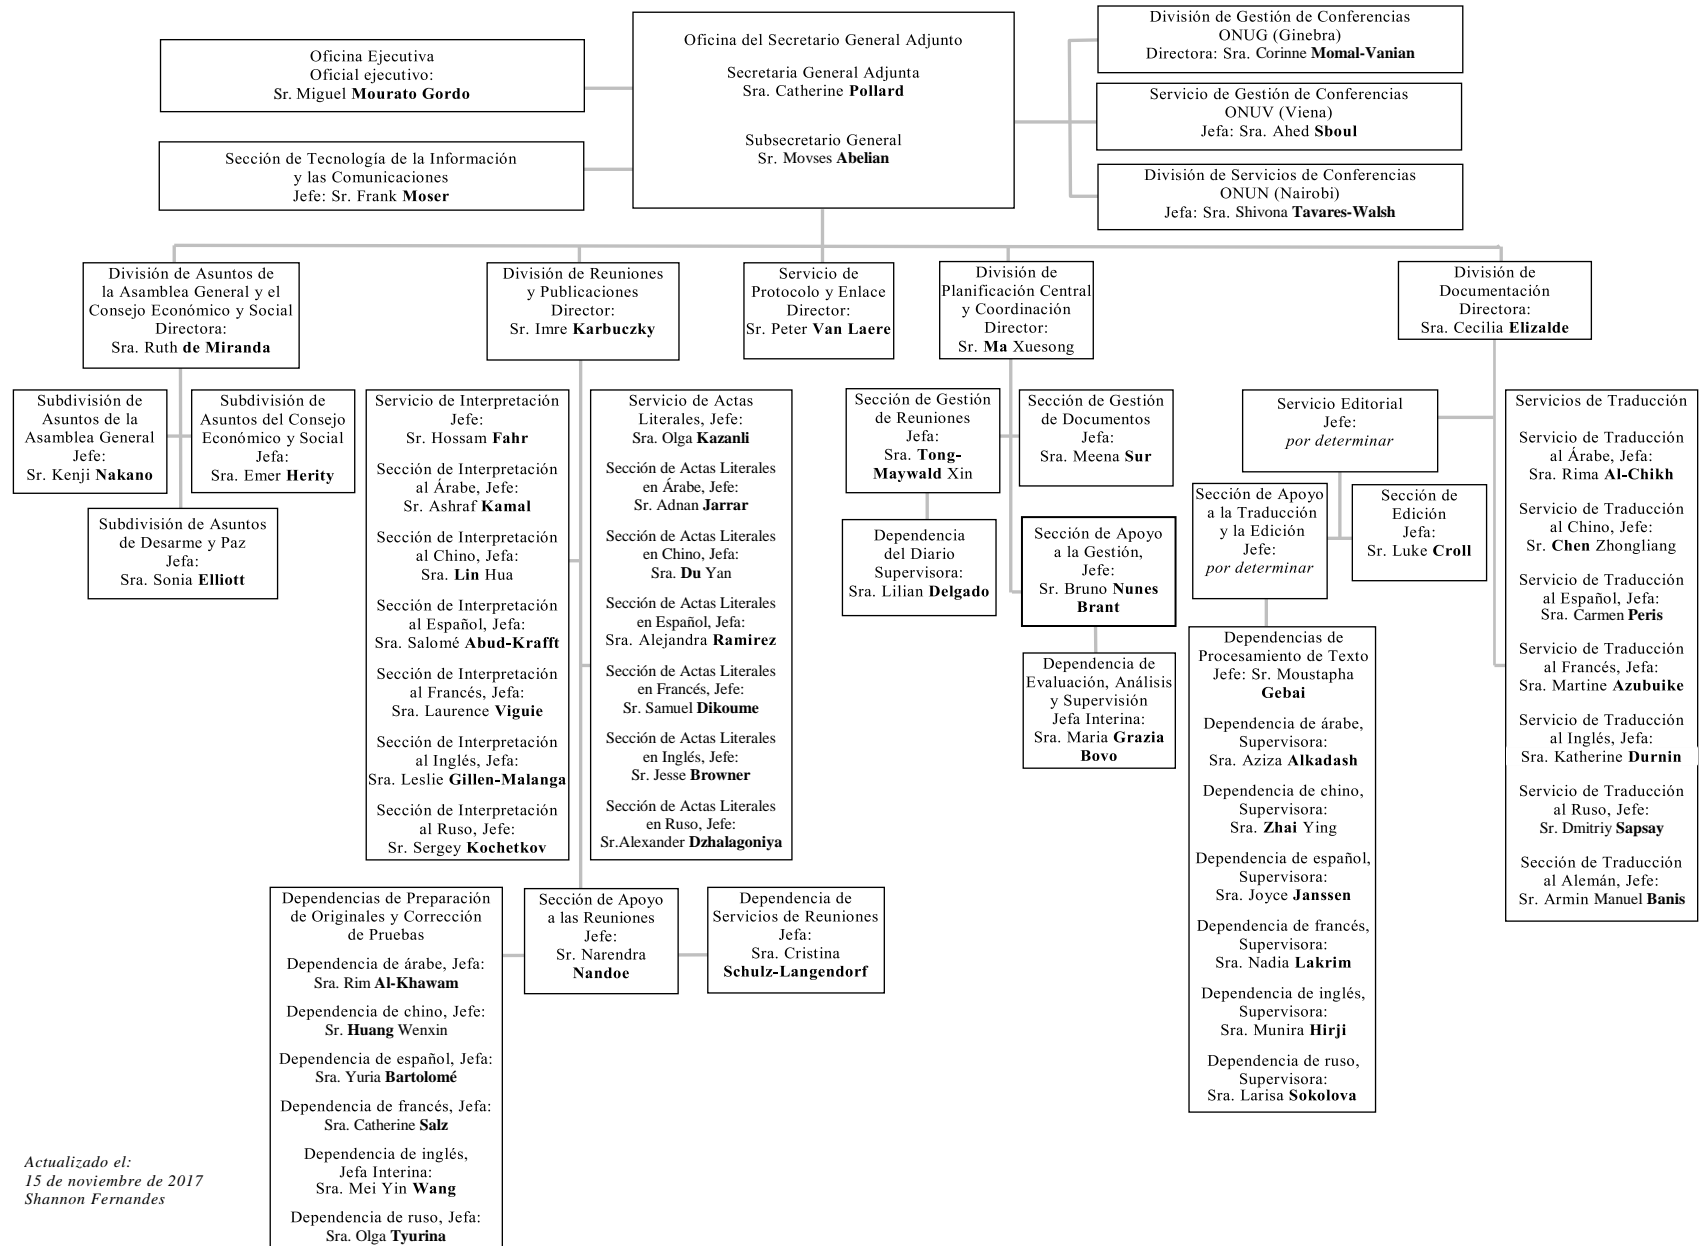 Oficina Ejecutiva
Oficial ejecutivo:
Sr. Miguel Mourato Gordo
Sección de Tecnología de la Información
y las Comunicaciones
Jefe: Sr. Frank Moser
Oficina del Secretario General Adjunto
Secretaria General Adjunta
Sra. Catherine Pollard
Subsecretario General
Sr. Movses Abelian
División de Gestión de Conferencias
ONUG (Ginebra)
Directora: Sra. Corinne Momal-Vanian
Servicio de Gestión de Conferencias
ONUV (Viena)
Jefa: Sra. Ahed Sboul
División de Servicios de Conferencias
ONUN (Nairobi)
Jefa: Sra. Shivona Tavares-Walsh
División de Asuntos de
la Asamblea General y el
Consejo Económico y Social
Directora:
Sra. Ruth de Miranda
División de Reuniones
y Publicaciones
Director:
Sr. Imre Karbuczky
Servicio de
Protocolo y Enlace
Director:
Sr. Peter Van Laere
División de
Planificación Central
y Coordinación
Director:
Sr. Ma Xuesong
División de
Documentación
Directora:
Sra. Cecilia Elizalde
Subdivisión de
Asuntos de la
Asamblea General
Jefe:
Sr. Kenji Nakano
Subdivisión de
Asuntos del Consejo
Económico y Social
Jefa:
Sra. Emer Herity
Subdivisión de Asuntos
de Desarme y Paz
Jefa:
Sra. Sonia Elliott
Servicio de Interpretación
Jefe:
Sr. Hossam Fahr
Sección de Interpretación
al Árabe, Jefe:
Sr. Ashraf Kamal
Sección de Interpretación
al Chino, Jefa:
Sra. Lin Hua
Sección de Interpretación
al Español, Jefa:
Sra. Salomé Abud-Krafft
Sección de Interpretación
al Francés, Jefa:
Sra. Laurence Viguie
Sección de Interpretación
al Inglés, Jefa:
Sra. Leslie Gillen-Malanga
Sección de Interpretación
al Ruso, Jefe:
Sr. Sergey Kochetkov
Servicio de Actas
Literales, Jefe:
Sra. Olga Kazanli
Sección de Actas Literales
en Árabe, Jefe:
Sr. Adnan Jarrar
Sección de Actas Literales
en Chino, Jefa:
Sra. Du Yan
Sección de Actas Literales
en Español, Jefa:
Sra. Alejandra Ramirez
Sección de Actas Literales
en Francés, Jefe:
Sr. Samuel Dikoume
Sección de Actas Literales
en Inglés, Jefe:
Sr. Jesse Browner
Sección de Actas Literales
en Ruso, Jefe:
Sr.Alexander Dzhalagoniya
Sección de Gestión
de Reuniones
Jefa:
Sra. Tong-
Maywald Xin
Sección de Gestión
de Documentos
Jefa:
Sra. Meena Sur
Dependencia
del Diario
Supervisora:
Sra. Lilian Delgado
Sección de Apoyo
a la Gestión,
Jefe:
Sr. Bruno Nunes
Brant
Dependencia de
Evaluación, Análisis
y Supervisión
Jefa Interina:
Sra. Maria Grazia
Bovo
Servicio Editorial
Jefe:
por determinar
Sección de Apoyo
a la Traducción
y la Edición
Jefe:
por determinar
Sección de
Edición
Jefa:
Sr. Luke Croll
Dependencias de
Procesamiento de Texto
Jefe: Sr. Moustapha
Gebai
Dependencia de árabe,
Supervisora:
Sra. Aziza Alkadash
Dependencia de chino,
Supervisora:
Sra. Zhai Ying
Dependencia de español,
Supervisora:
Sra. Joyce Janssen
Dependencia de francés,
Supervisora:
Sra. Nadia Lakrim
Dependencia de inglés,
Supervisora:
Sra. Munira Hirji
Dependencia de ruso,
Supervisora:
Sra. Larisa Sokolova
Servicios de Traducción
Servicio de Traducción
al Árabe, Jefa:
Sra. Rima Al-Chikh
Servicio de Traducción
al Chino, Jefe:
Sr. Chen Zhongliang
Servicio de Traducción
al Español, Jefa:
Sra. Carmen Peris
Servicio de Traducción
al Francés, Jefa:
Sra. Martine Azubuike
Servicio de Traducción
al Inglés, Jefa:
Sra. Katherine Durnin
Servicio de Traducción
al Ruso, Jefe:
Sr. Dmitriy Sapsay
Sección de Traducción
al Alemán, Jefe:
Sr. Armin Manuel Banis
Dependencias de Preparación
de Originales y Corrección
de Pruebas
Dependencia de árabe, Jefa:
Sra. Rim Al-Khawam
Dependencia de chino, Jefe:
Sr. Huang Wenxin
Dependencia de español, Jefa:
Sra. Yuria Bartolomé
Dependencia de francés, Jefa:
Sra. Catherine Salz
Dependencia de inglés,
Jefa Interina:
Sra. Mei Yin Wang
Dependencia de ruso, Jefa:
Sra. Olga Tyurina
Sección de Apoyo
a las Reuniones
Jefe:
Sr. Narendra
Nandoe
Dependencia de
Servicios de Reuniones
Jefa:
Sra. Cristina
Schulz-Langendorf
Actualizado el:
15 de noviembre de 2017
Shannon Fernandes